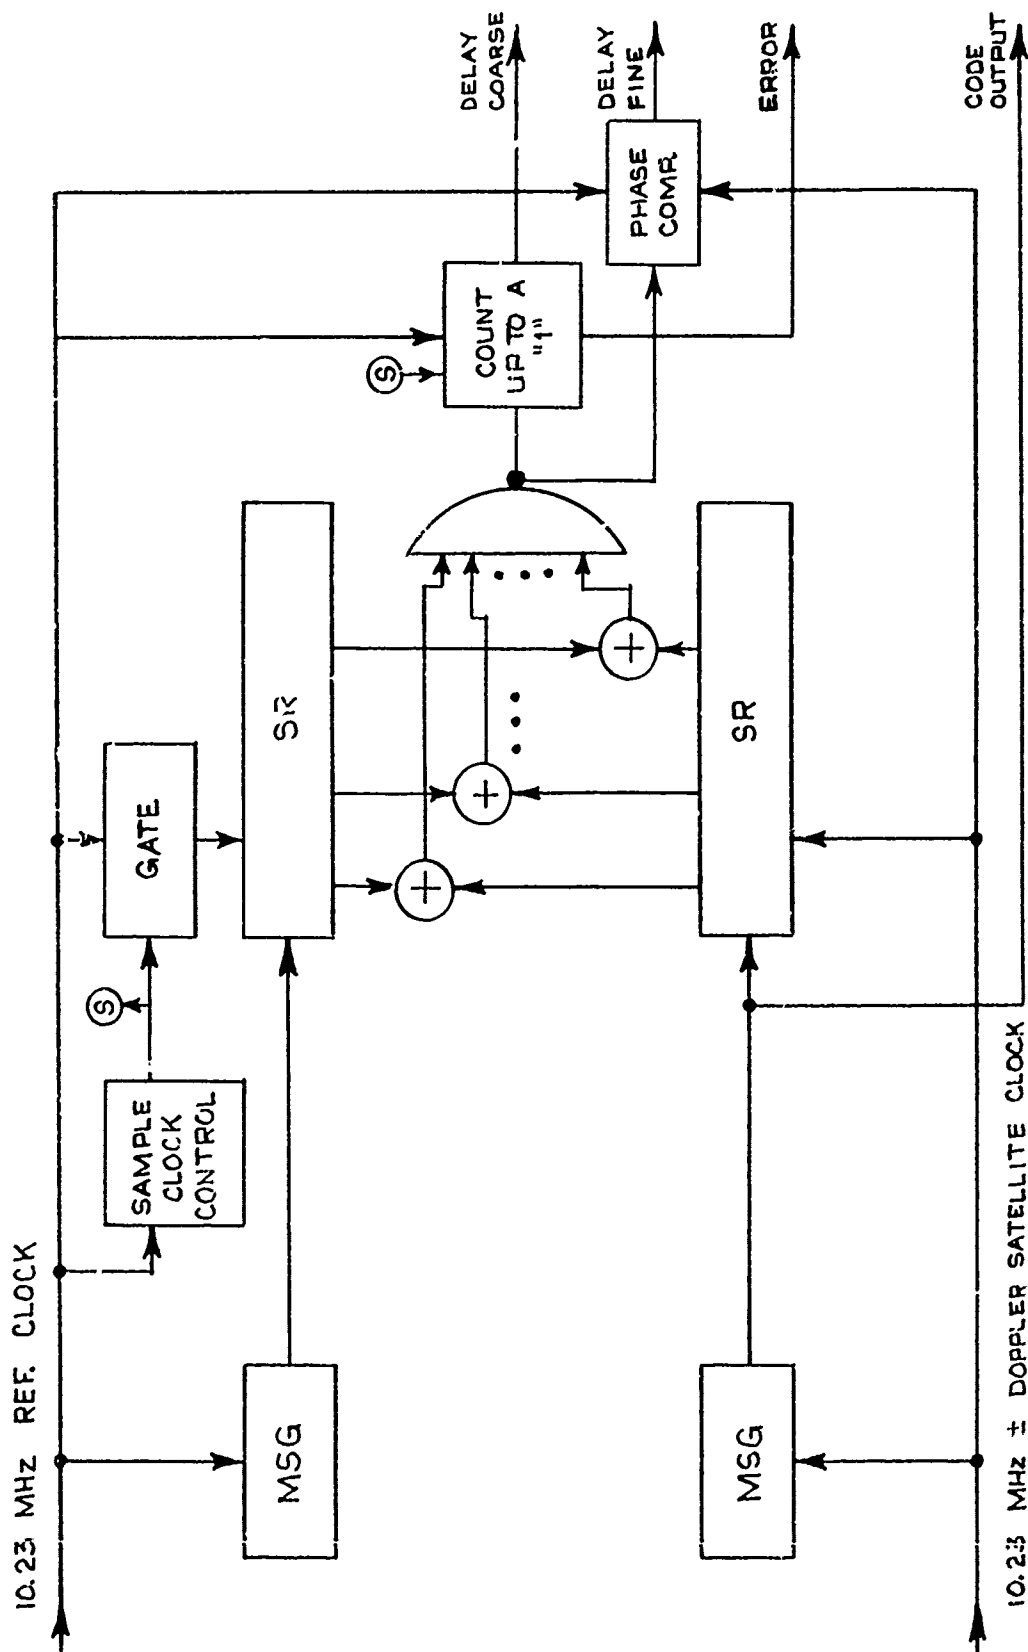 10.23 MHz REF. CLOCK
SAMPLE
CLOCK
CONTROL
S
GATE
MSG
SR
S
COUNT
UP TO A
"1"
DELAY
COARSE
PHASE
COMP.
DELAY
FINE
ERROR
MSG
SR
CODE
OUTPUT
10.23 MHz ± DOPPLER SATELLITE CLOCK